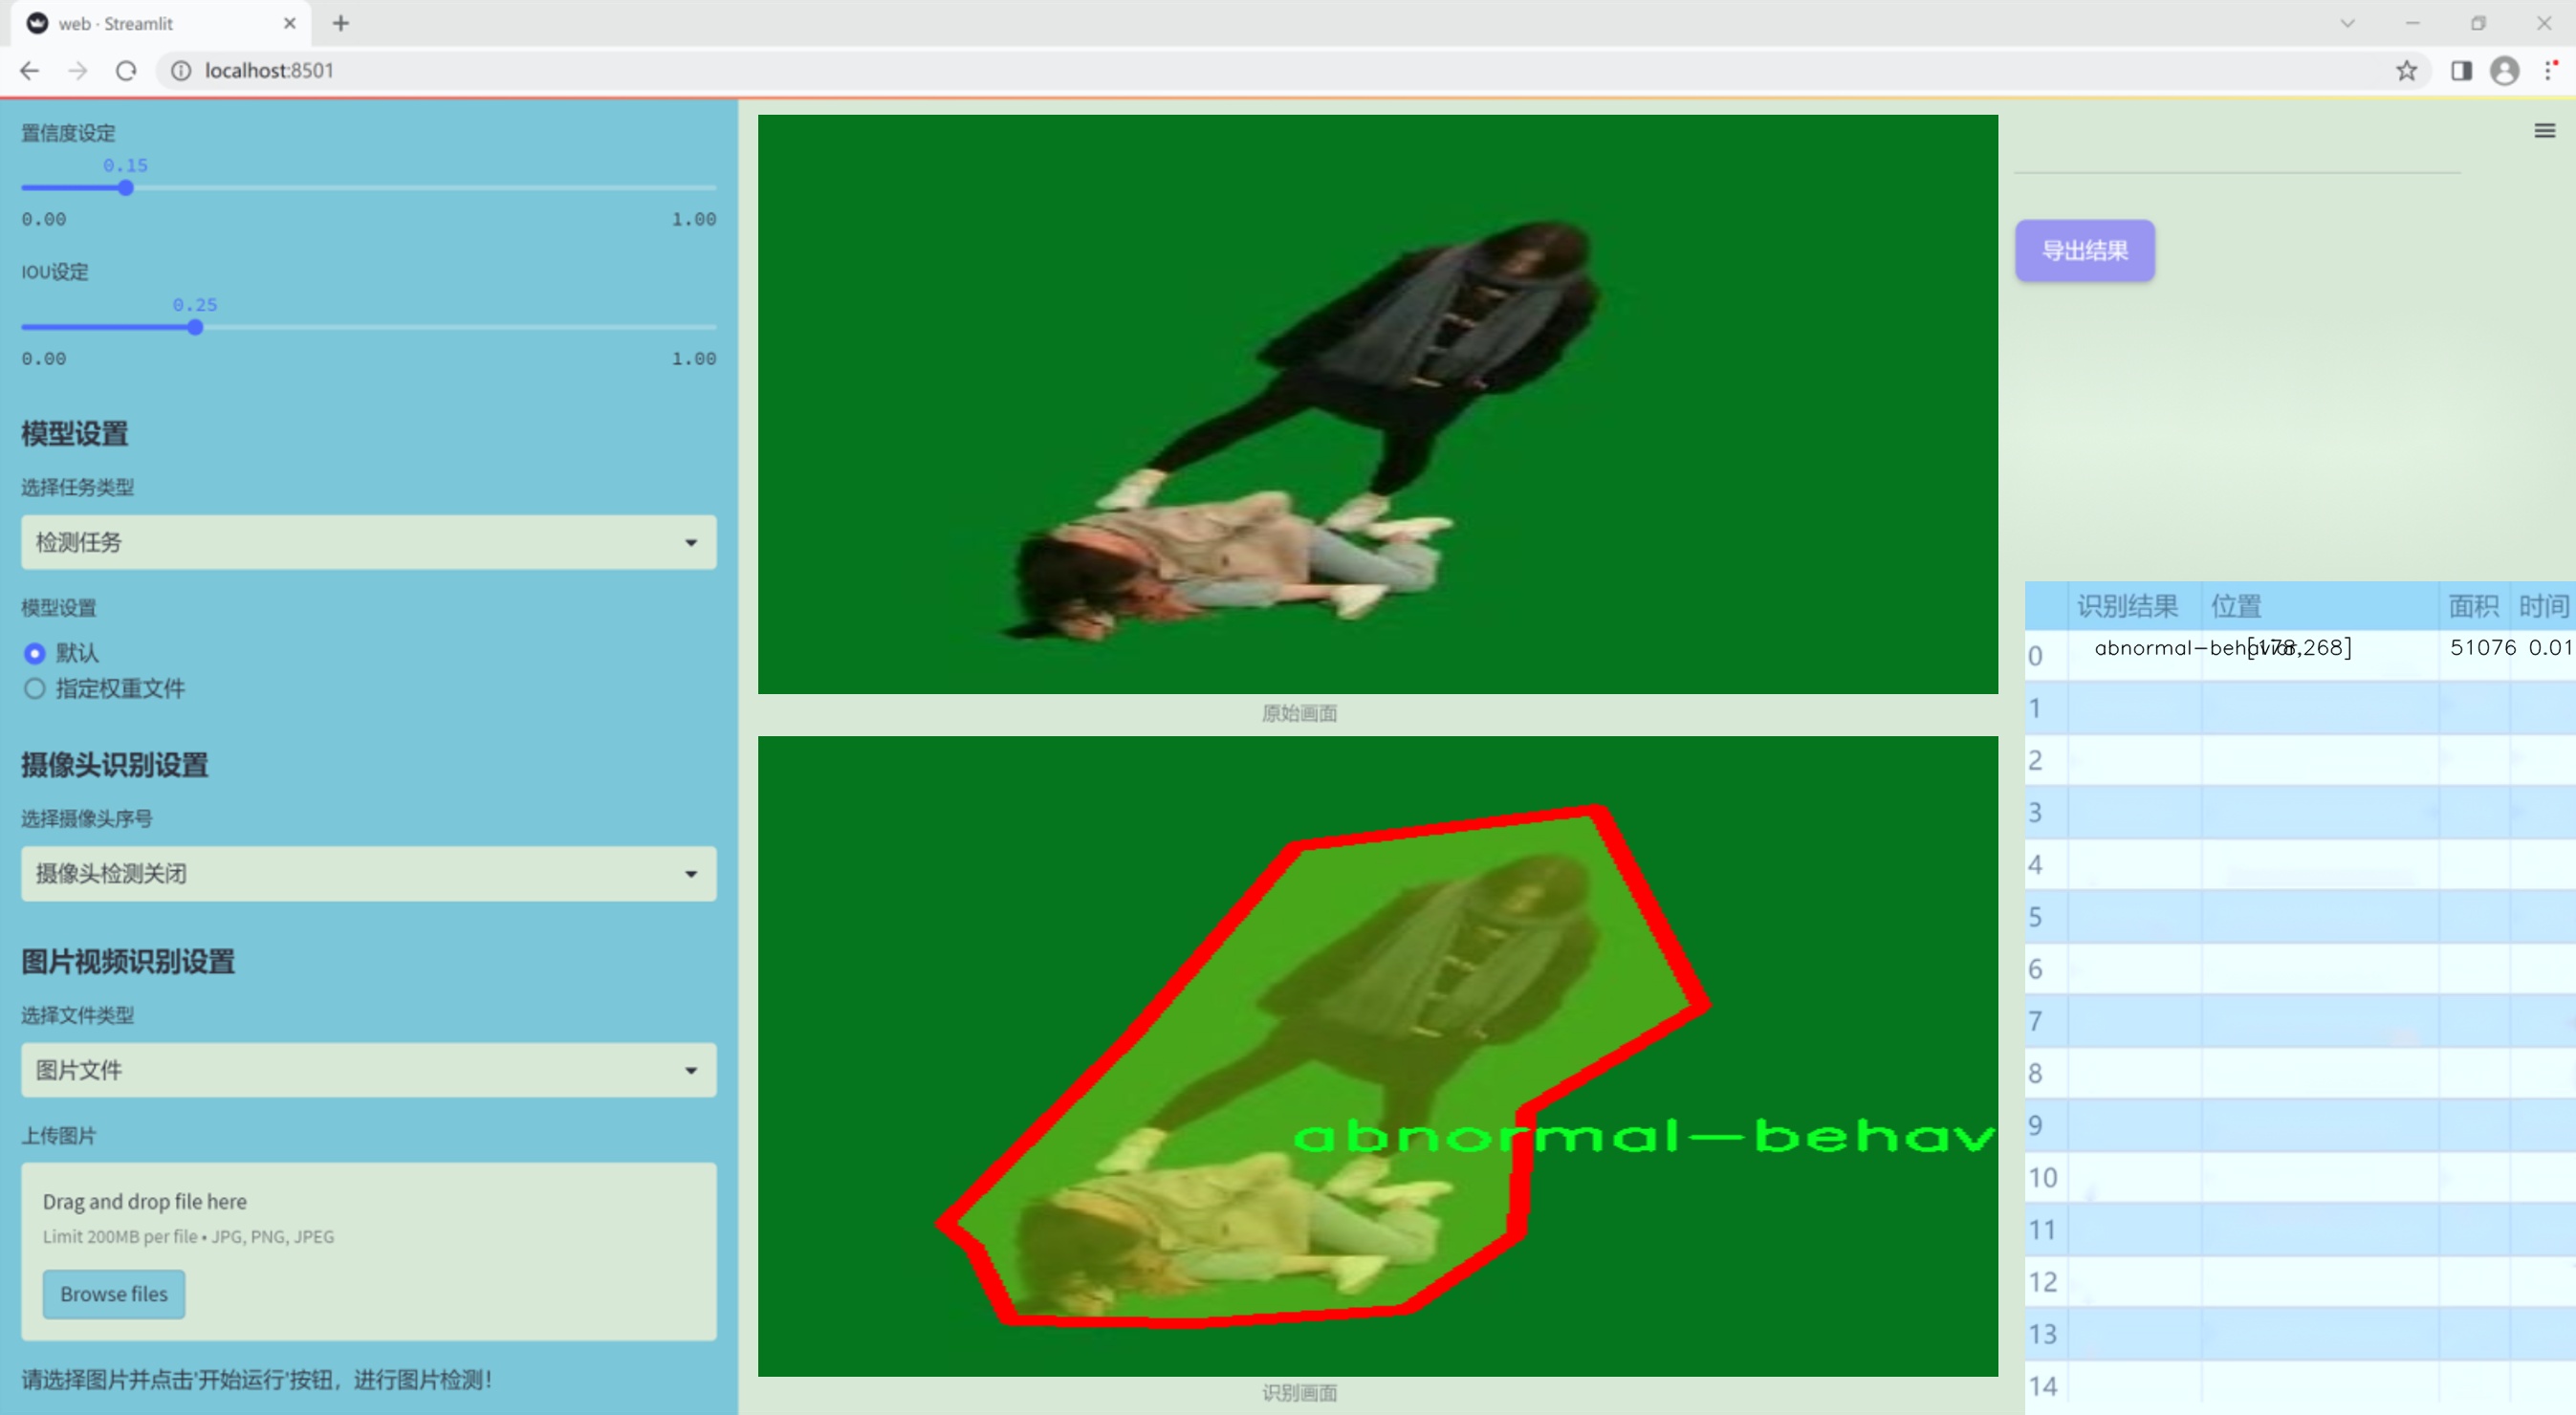 web · Streamlit
localhost:8501
置信度设定
0.15
0.00 1.00
IOU设定
0.25
0.00 1.00
模型设置
选择任务类型
检测任务
模型设置
默认
指定权重文件
摄像头识别设置
选择摄像头序号
摄像头检测关闭
图片视频识别设置
选择文件类型
图片文件
上传图片
Drag and drop file here
Limit 200MB per file • JPG, PNG, JPEG
Browse files
请选择图片并点击'开始运行'按钮，进行图片检测！
原始画面
abnormal-behav
识别画面
导出结果
识别结果 位置 面积 时间
0 abnormal-behavior [178,268] 51076 0.01
1
2
3
4
5
6
7
8
9
10
11
12
13
14